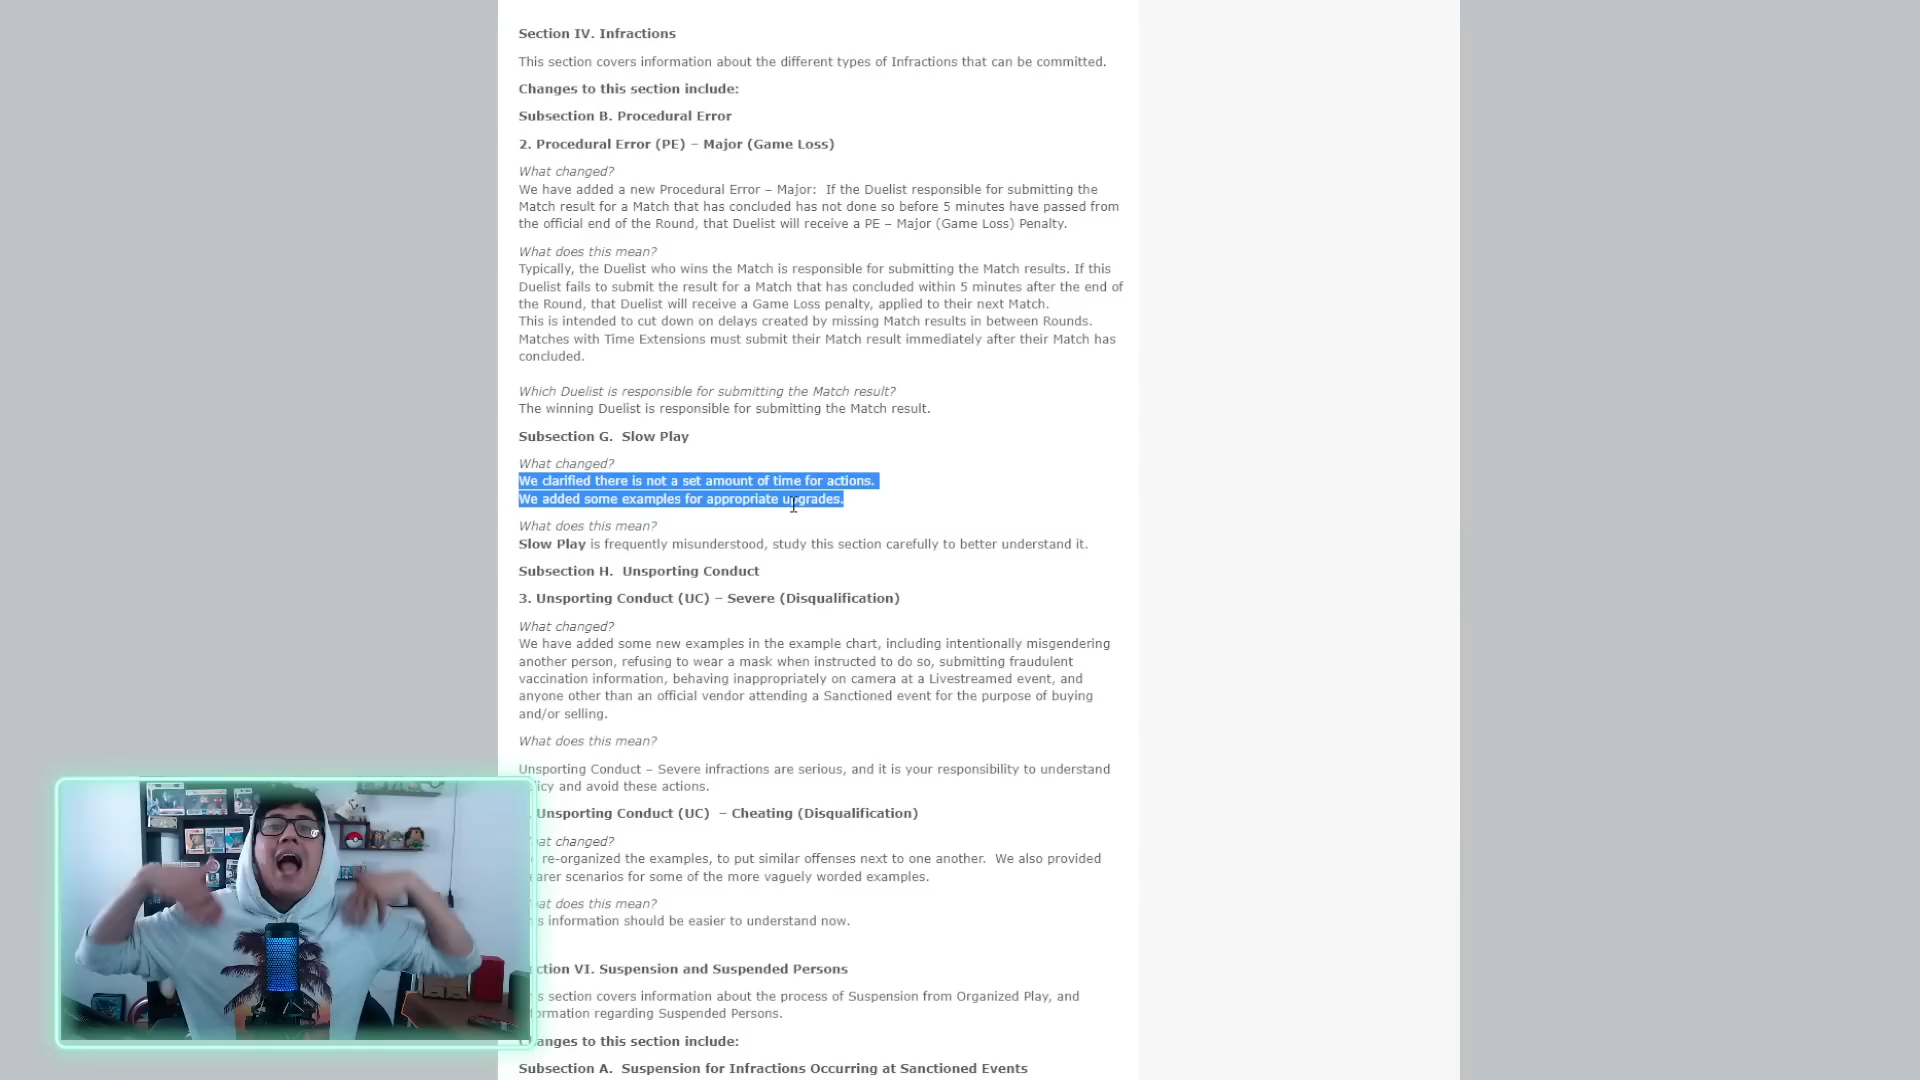 Section IV. Infractions
This section covers information about the different types of Infractions that can be committed.
Changes to this section include:
Subsection B. Procedural Error
2. Procedural Error (PE) – Major (Game Loss)
What changed?
We have added a new Procedural Error – Major:  If the Duelist responsible for submitting the
Match result for a Match that has concluded has not done so before 5 minutes have passed from
the official end of the Round, that Duelist will receive a PE – Major (Game Loss) Penalty.
What does this mean?
Typically, the Duelist who wins the Match is responsible for submitting the Match results. If this
Duelist fails to submit the result for a Match that has concluded within 5 minutes after the end of
the Round, that Duelist will receive a Game Loss penalty, applied to their next Match.
This is intended to cut down on delays created by missing Match results in between Rounds.
Matches with Time Extensions must submit their Match result immediately after their Match has
concluded.
Which Duelist is responsible for submitting the Match result?
The winning Duelist is responsible for submitting the Match result.
Subsection G.  Slow Play
What changed?
We clarified there is not a set amount of time for actions.
We added some examples for appropriate upgrades.
What does this mean?
Slow Play is frequently misunderstood, study this section carefully to better understand it.
Subsection H.  Unsporting Conduct
3. Unsporting Conduct (UC) – Severe (Disqualification)
What changed?
We have added some new examples in the example chart, including intentionally misgendering
another person, refusing to wear a mask when instructed to do so, submitting fraudulent
vaccination information, behaving inappropriately on camera at a Livestreamed event, and
anyone other than an official vendor attending a Sanctioned event for the purpose of buying
and/or selling.
What does this mean?
Unsporting Conduct – Severe infractions are serious, and it is your responsibility to understand
and avoid these actions.
Unsporting Conduct (UC)  – Cheating (Disqualification)
changed?
re-organized the examples, to put similar offenses next to one another.  We also provided
scenarios for some of the more vaguely worded examples.
does this mean?
information should be easier to understand now.
VI. Suspension and Suspended Persons
section covers information about the process of Suspension from Organized Play, and
regarding Suspended Persons.
to this section include:
Subsection A.  Suspension for Infractions Occurring at Sanctioned Events